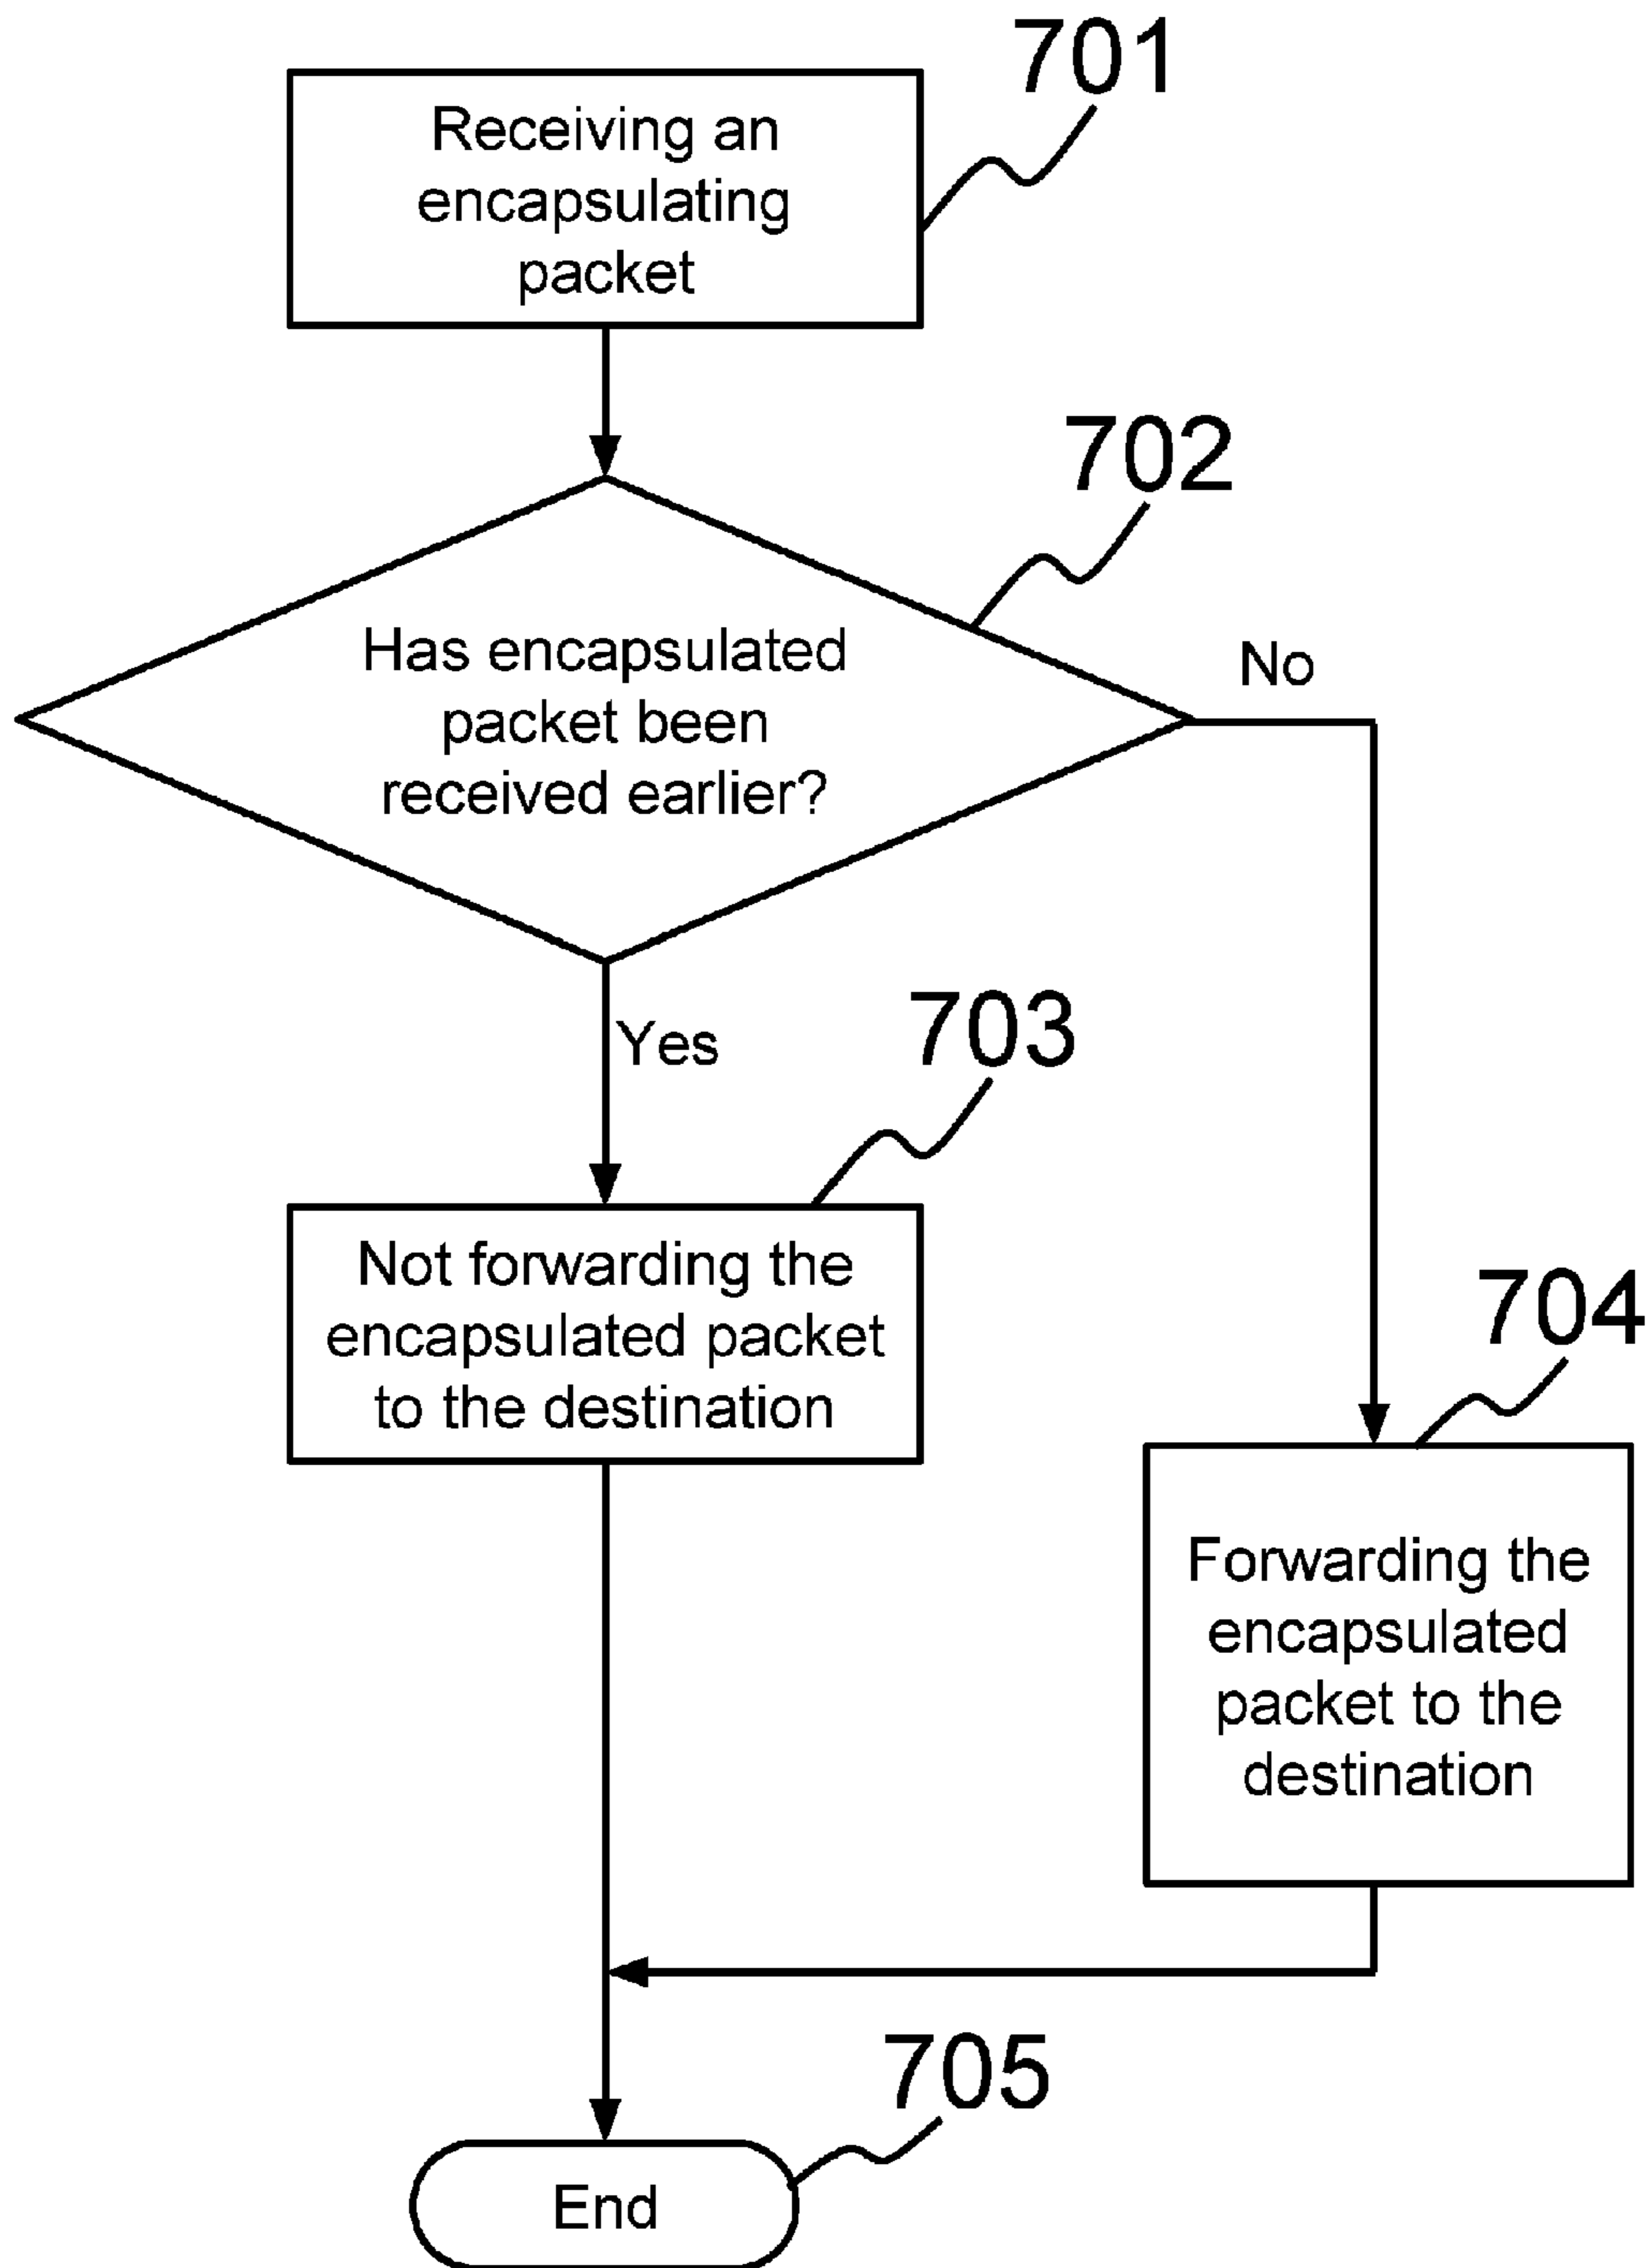 701
Receiving an
encapsulating
packet
702
Has encapsulated
packet been
received earlier?
No
Yes
703
Not forwarding the
encapsulated packet
to the destination
704
Forwarding the
encapsulated
packet to the
destination
705
End